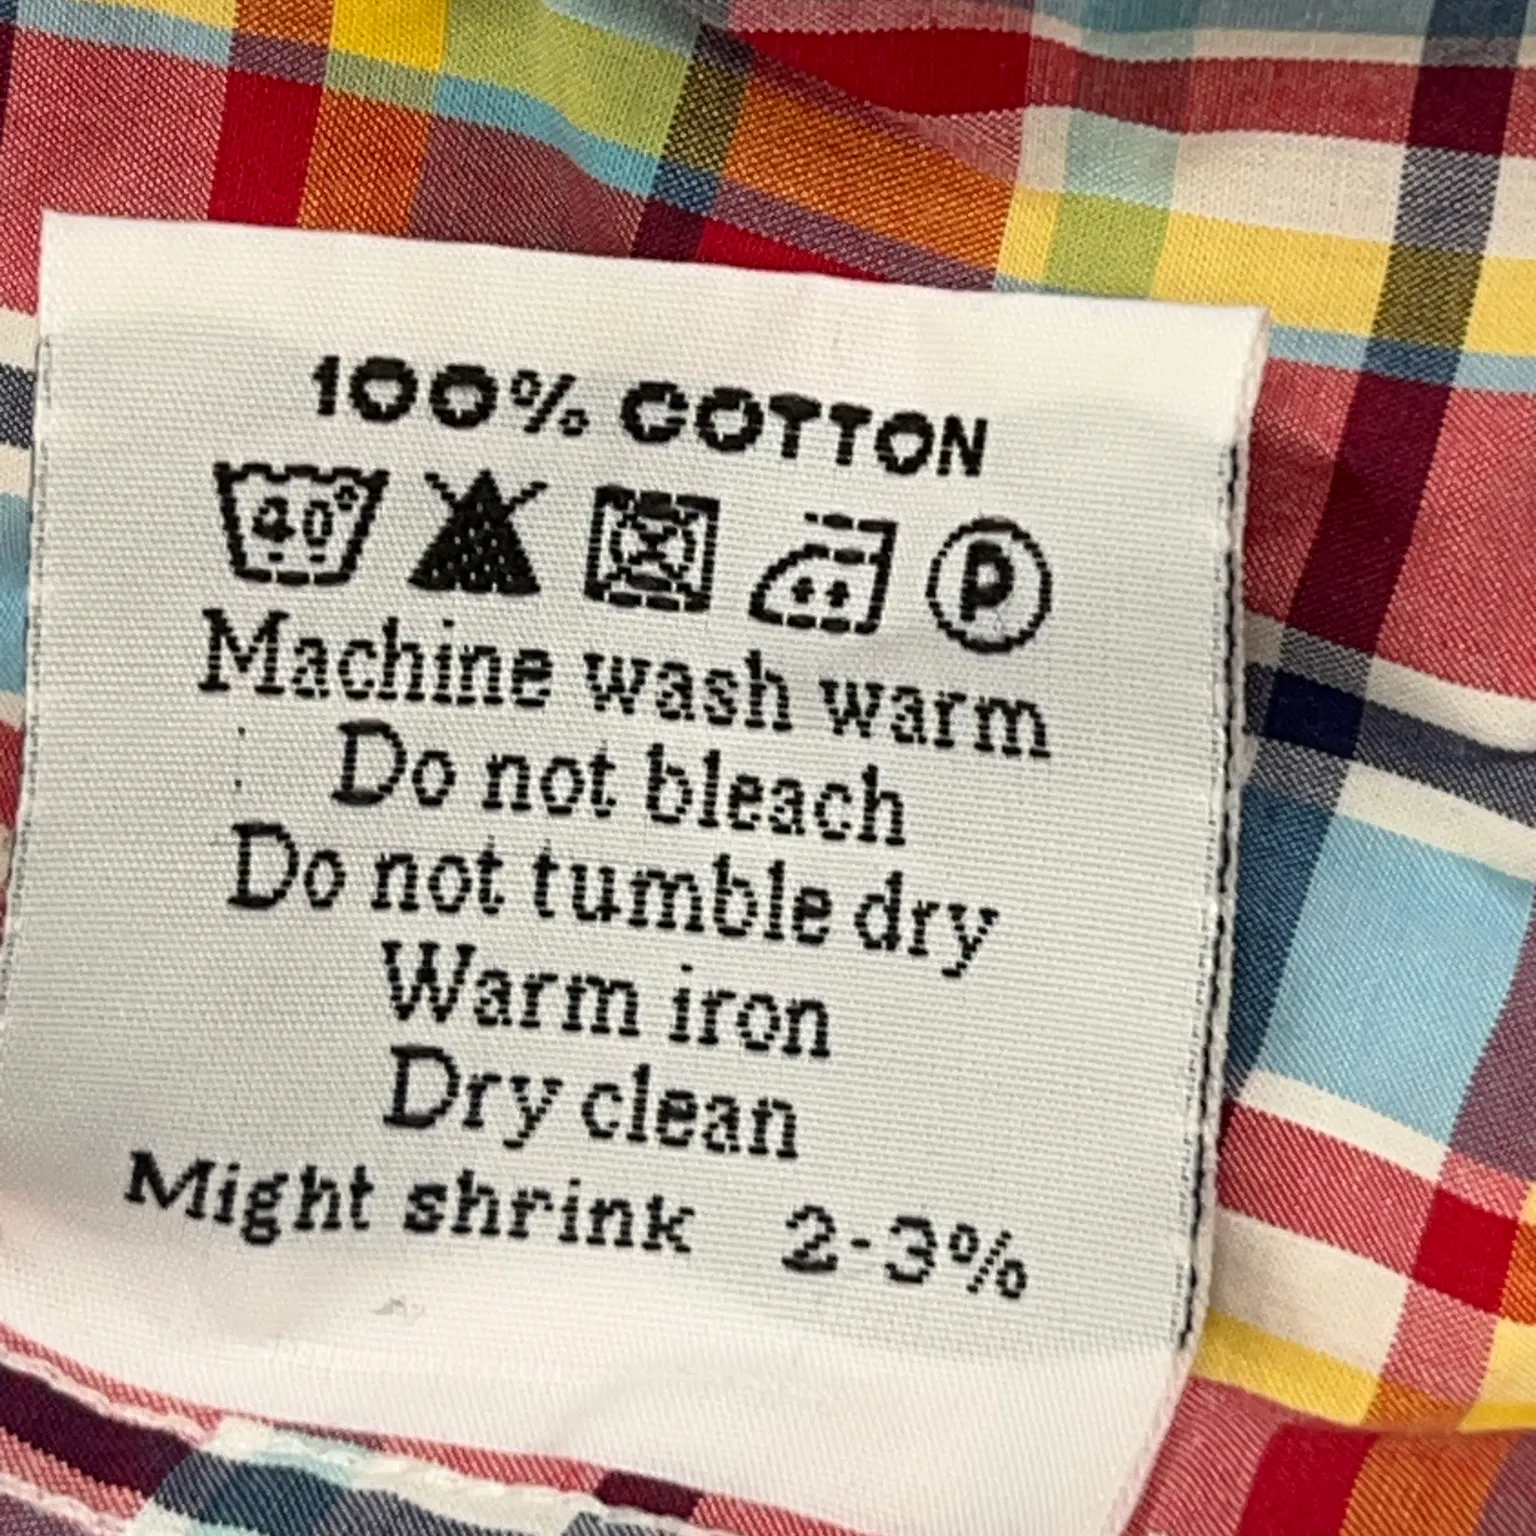 100% COTTON
40° P
Machine wash warm
Do not bleach
Do not tumble dry
Warm iron
Dry clean
Might shrink 2-3%